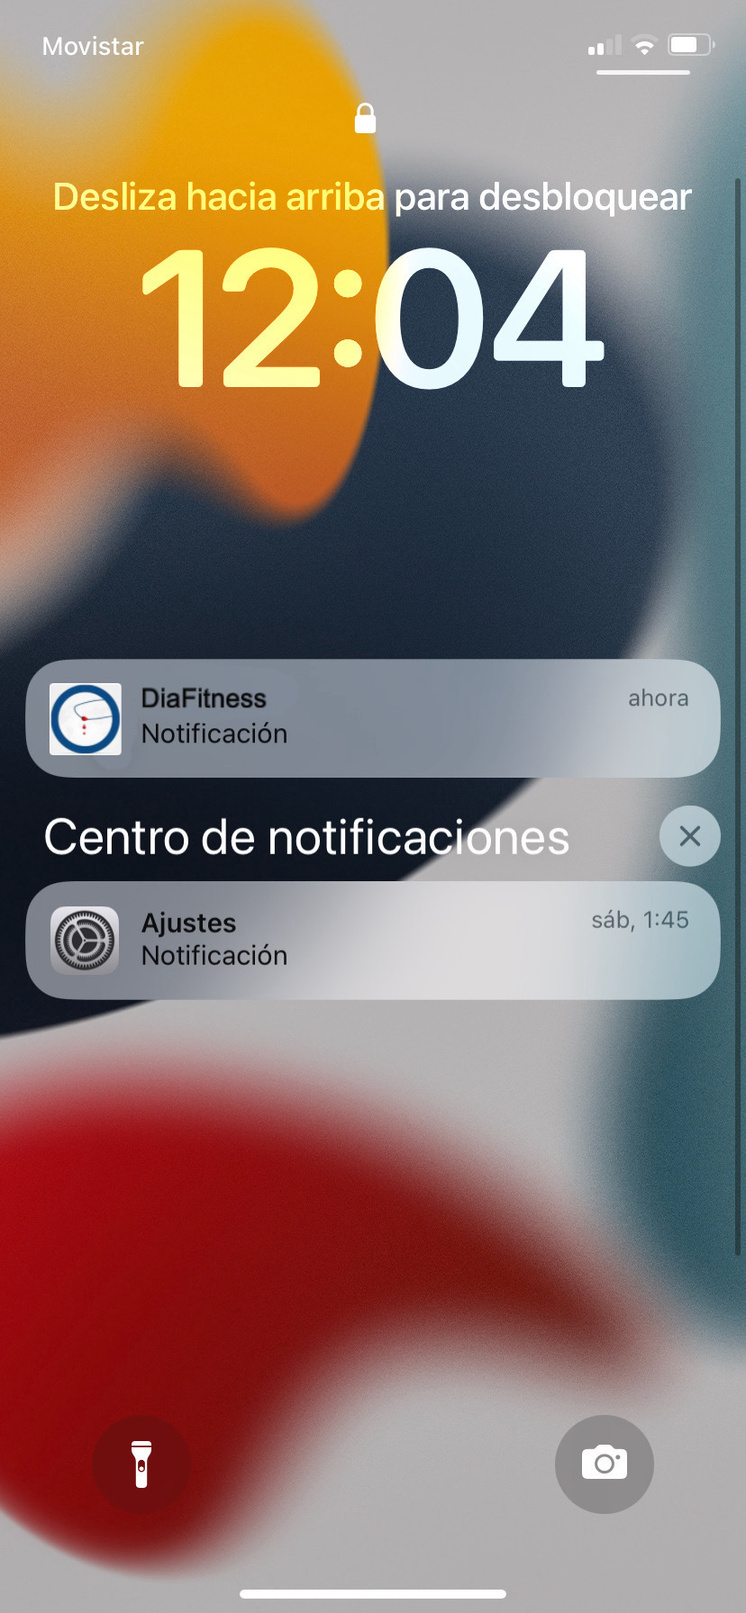 Movistar
Desliza hacia arriba para desbloquear
12:04
DiaFitness
ahora
Notificación
Centro de notificaciones
Ajustes
sáb, 1:45
Notificación